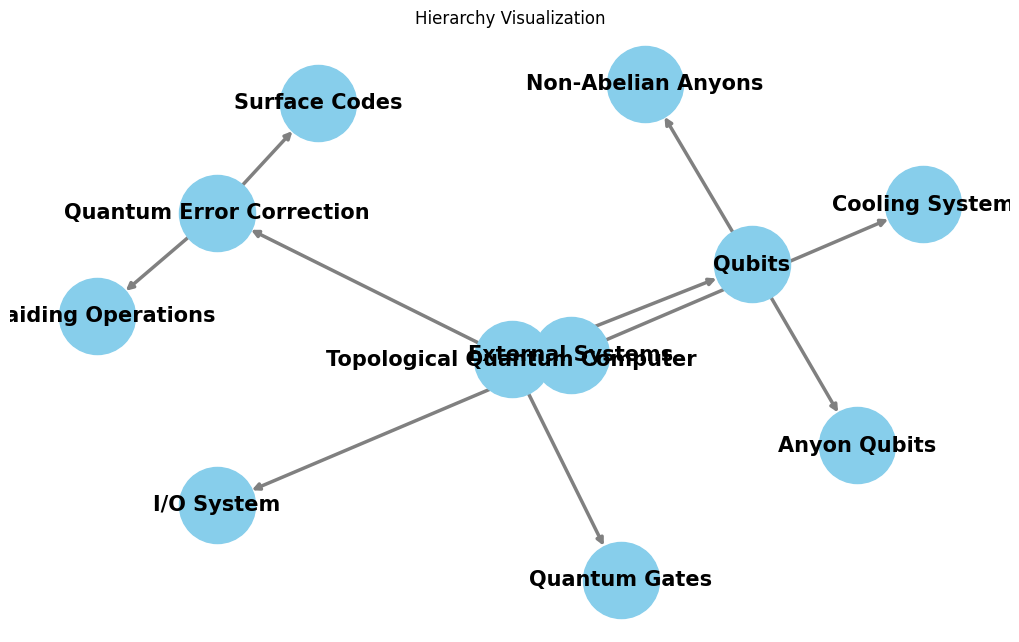 Hierarchy Visualization
Non-Abelian Anyons
Surface Codes
Cooling System
Quantum Error Correction
Qubits
aiding Operations
External Systems
Topological Quantum Computer
Anyon Qubits
I/O System
Quantum Gates